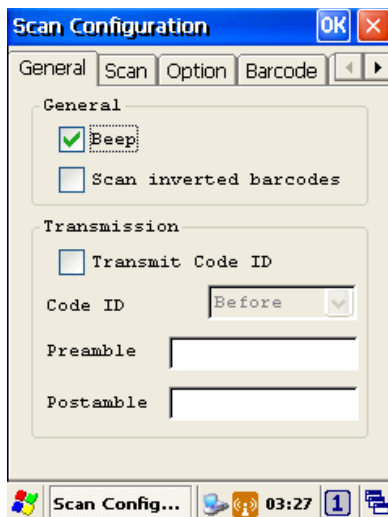 Scan Configuration OK
General Scan Option Barcode
General
Beep
Scan inverted barcodes
Transmission
Transmit Code ID
Code ID Before
Preamble
Postamble
Scan Config... 03:27 1